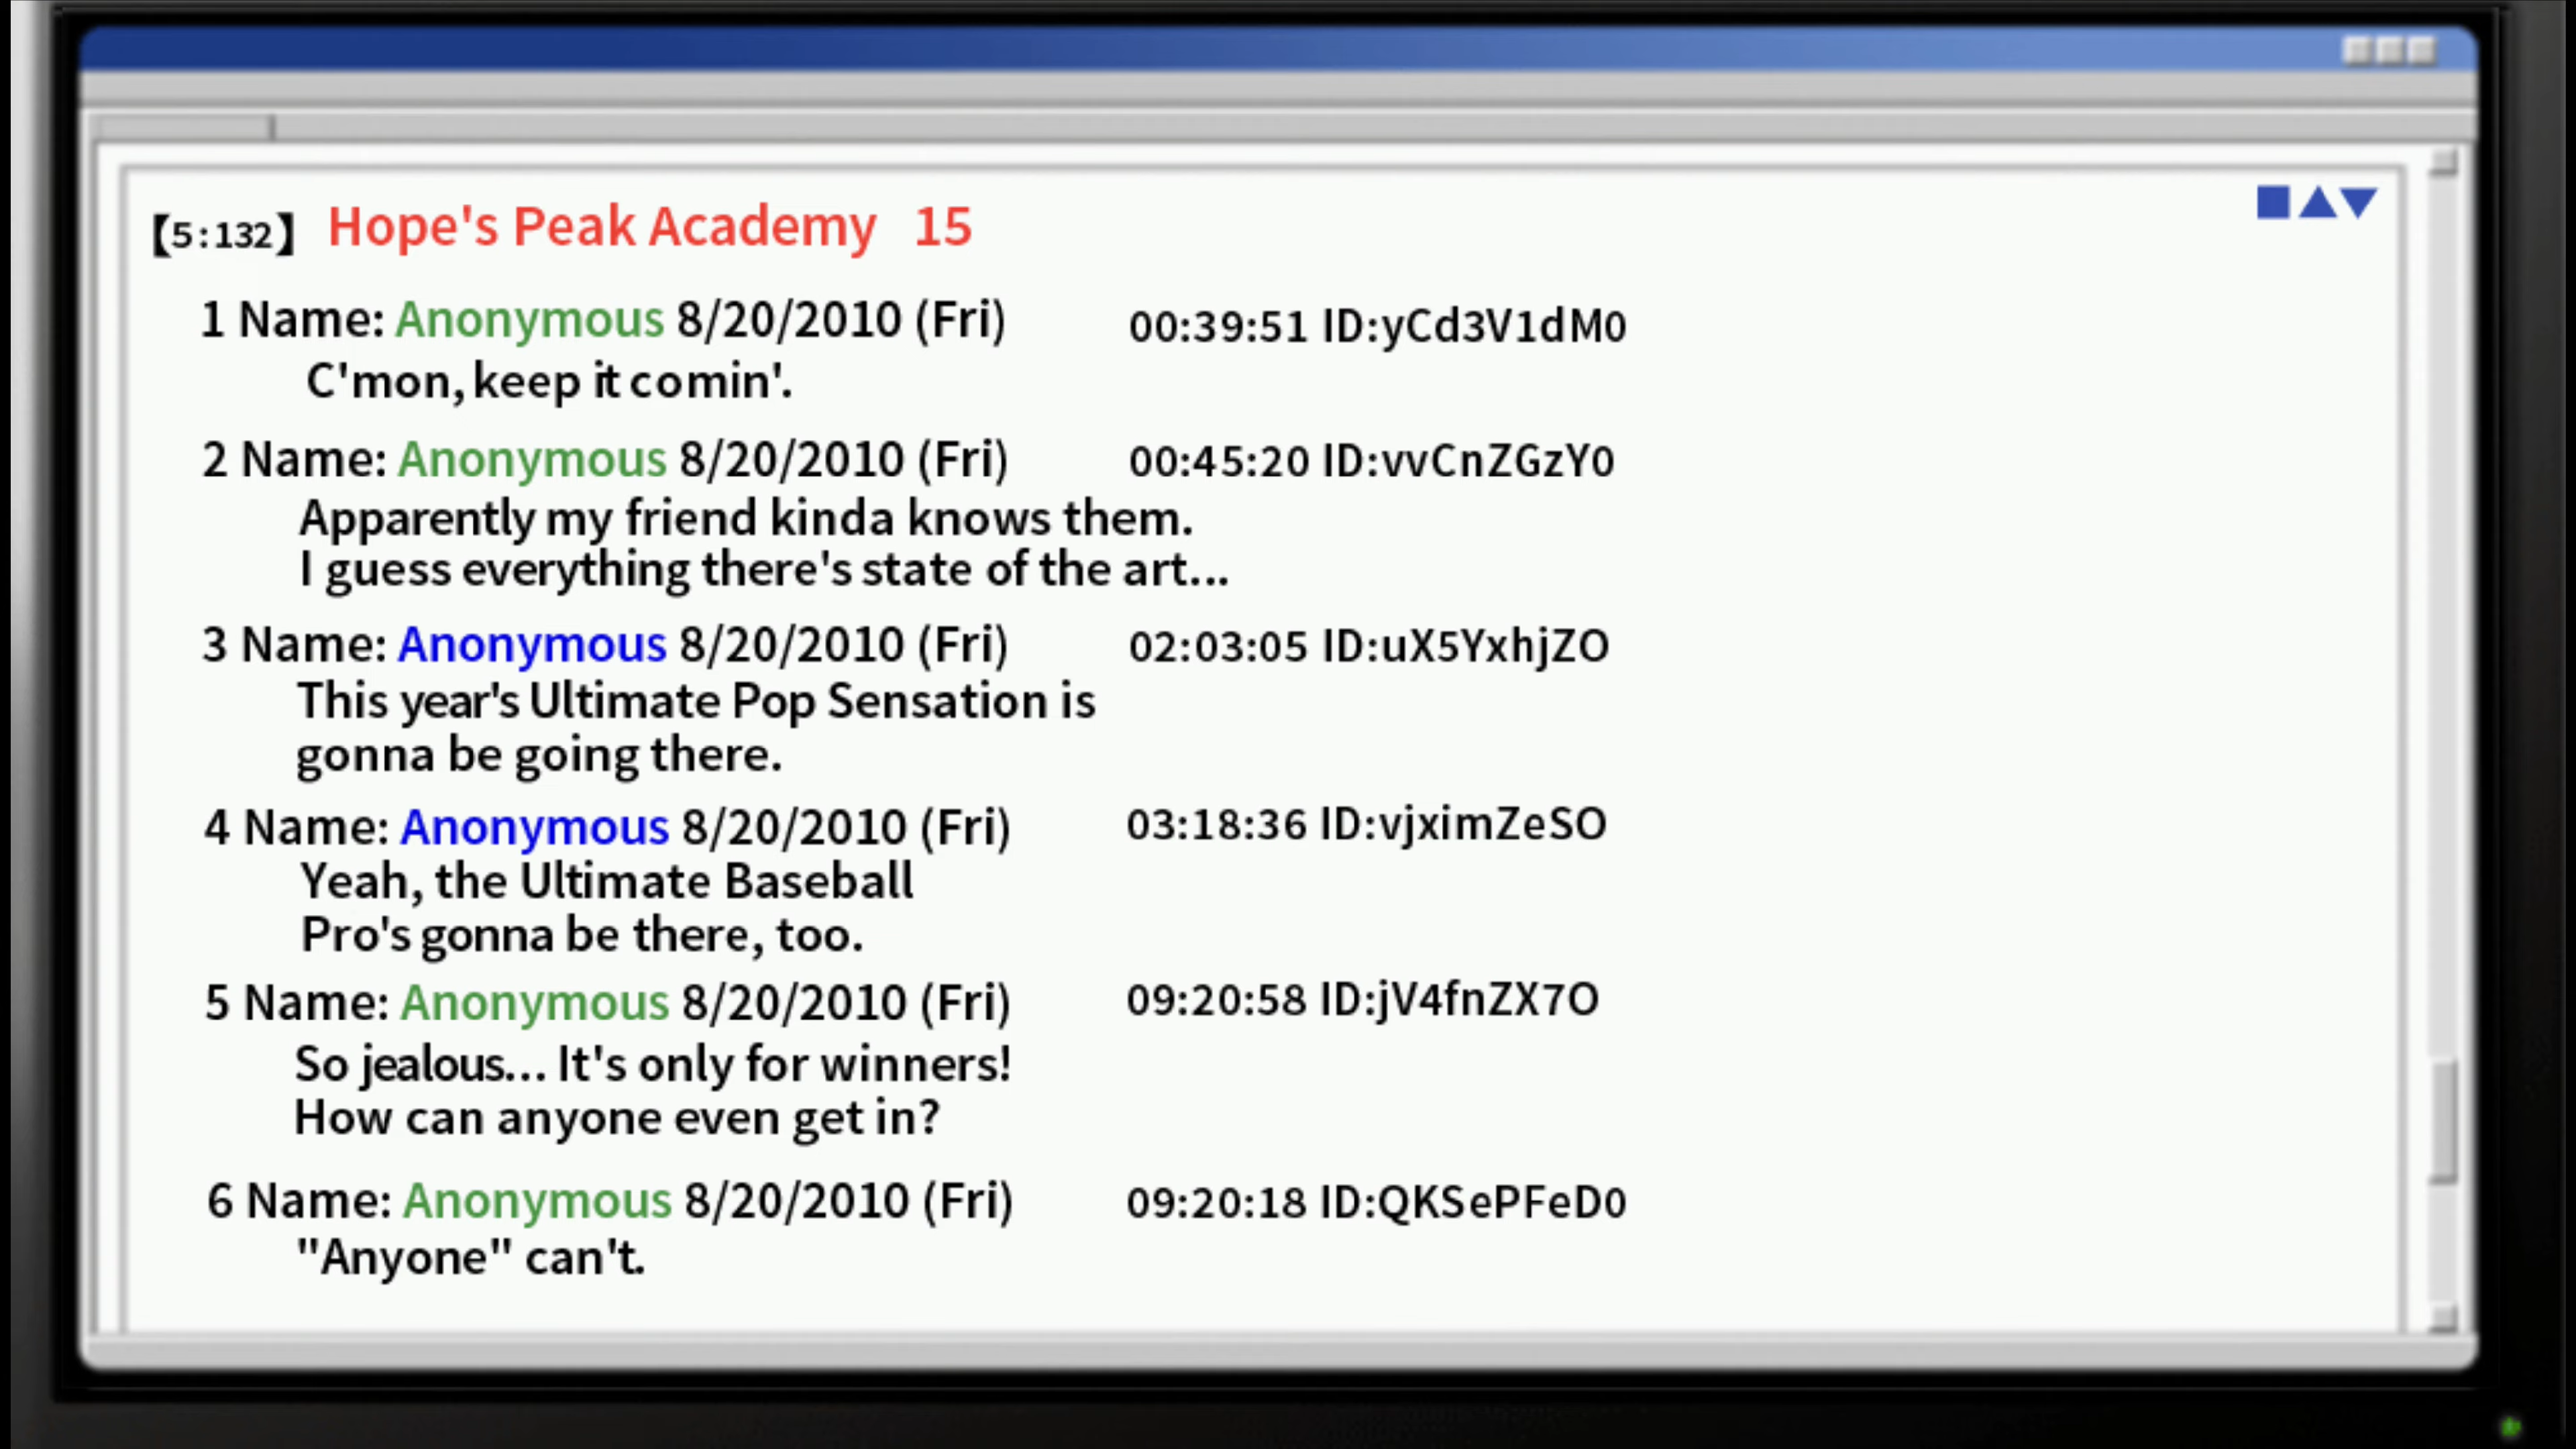 【5:132】 Hope's Peak Academy 15 ■▲▼
1 Name: Anonymous 8/20/2010 (Fri) 00:39:51 ID:yCd3V1dM0
C'mon, keep it comin'.
2 Name: Anonymous 8/20/2010 (Fri) 00:45:20 ID:vvCnZGzY0
Apparently my friend kinda knows them.
I guess everything there's state of the art...
3 Name: Anonymous 8/20/2010 (Fri) 02:03:05 ID:uX5YxhjZO
This year's Ultimate Pop Sensation is
gonna be going there.
4 Name: Anonymous 8/20/2010 (Fri) 03:18:36 ID:vjximZeSO
Yeah, the Ultimate Baseball
Pro's gonna be there, too.
5 Name: Anonymous 8/20/2010 (Fri) 09:20:58 ID:jV4fnZX7O
So jealous... It's only for winners!
How can anyone even get in?
6 Name: Anonymous 8/20/2010 (Fri) 09:20:18 ID:QKSePFeD0
"Anyone" can't.